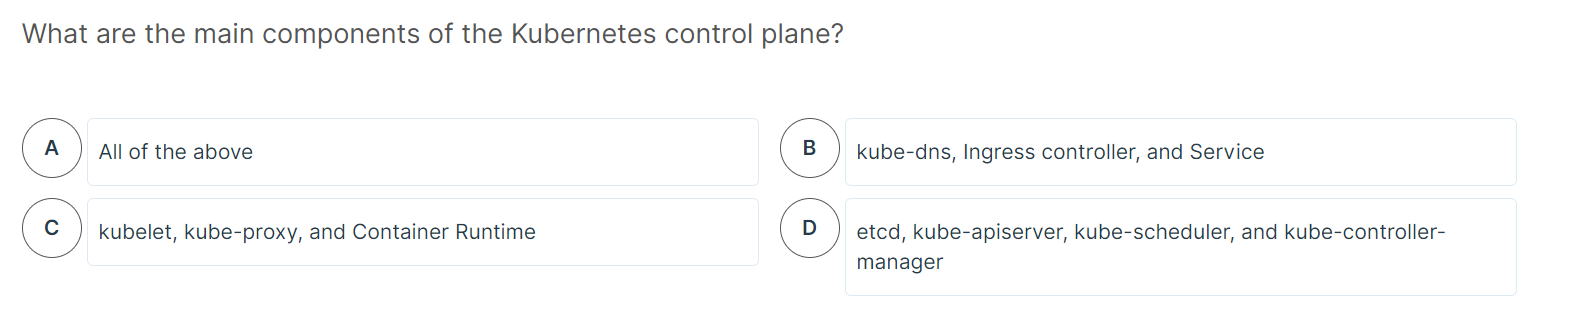 What are the main components of the Kubernetes control plane?
A
All of the above
B
kube-dns, Ingress controller, and Service
C
kubelet, kube-proxy, and Container Runtime
D
etcd, kube-apiserver, kube-scheduler, and kube-controller-
manager